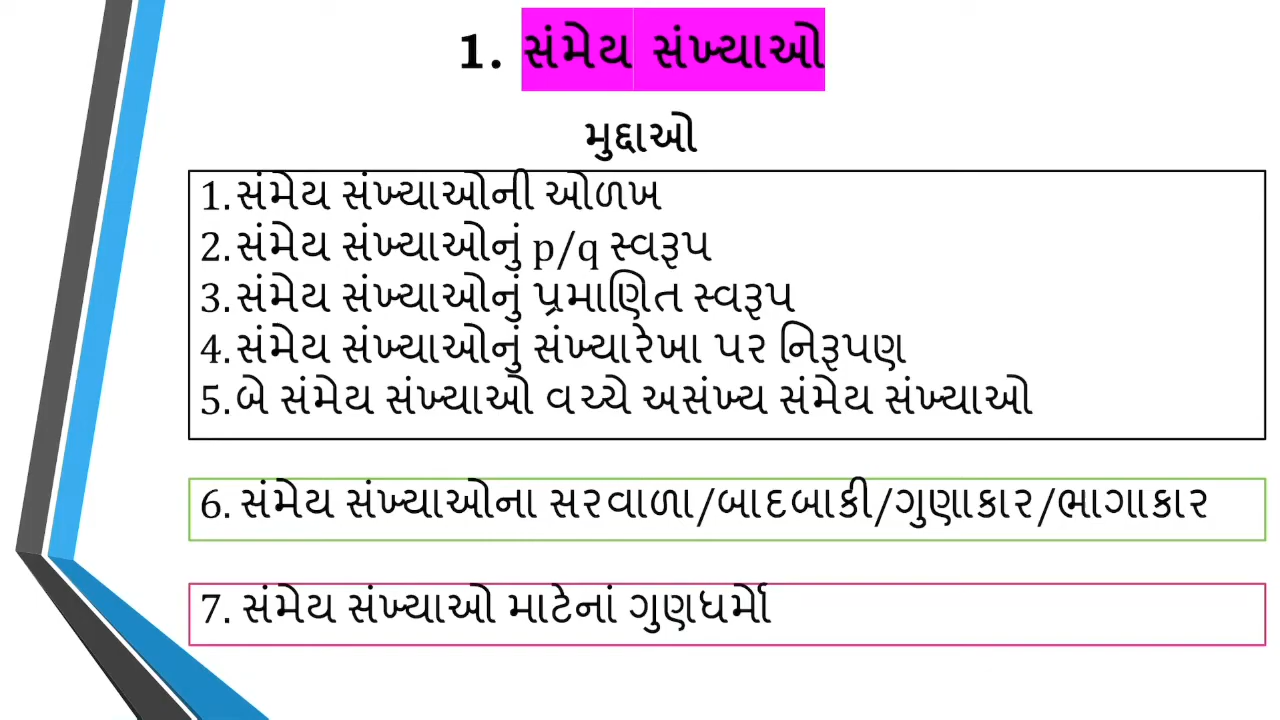 1. સંમેય સંખ્યાઓ
મુદ્દાઓ
1.સંમેય સંખ્યાઓની ઓળખ
2.સંમેય સંખ્યાઓનું p/q સ્વરૂપ
3.સંમેય સંખ્યાઓનું પ્રમાણિત સ્વરૂપ
4.સંમેય સંખ્યાઓનું સંખ્યારેખા પર નિરૂપણ
5.બે સંમેય સંખ્યાઓ વચ્ચે અસંખ્ય સંમેય સંખ્યાઓ
6. સંમેય સંખ્યાઓના સરવાળા/બાદબાકી/ગુણાકાર/ભાગાકાર
7. સંમેય સંખ્યાઓ માટેનાં ગુણધર્મો